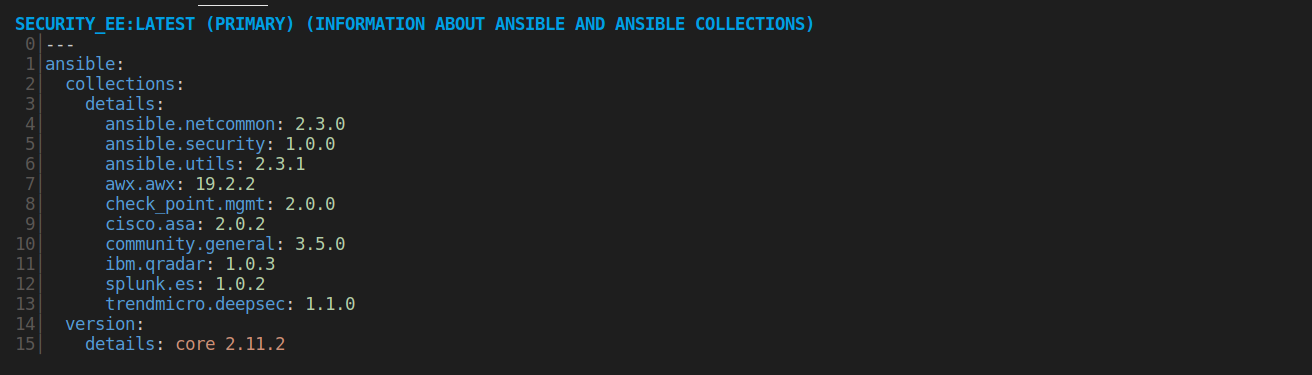 SECURITY_EE:LATEST (PRIMARY) (INFORMATION ABOUT ANSIBLE AND ANSIBLE COLLECTIONS)
 0│---
 1│ansible:
 2│  collections:
 3│    details:
 4│      ansible.netcommon: 2.3.0
 5│      ansible.security: 1.0.0
 6│      ansible.utils: 2.3.1
 7│      awx.awx: 19.2.2
 8│      check_point.mgmt: 2.0.0
 9│      cisco.asa: 2.0.2
10│      community.general: 3.5.0
11│      ibm.qradar: 1.0.3
12│      splunk.es: 1.0.2
13│      trendmicro.deepsec: 1.1.0
14│  version:
15│    details: core 2.11.2